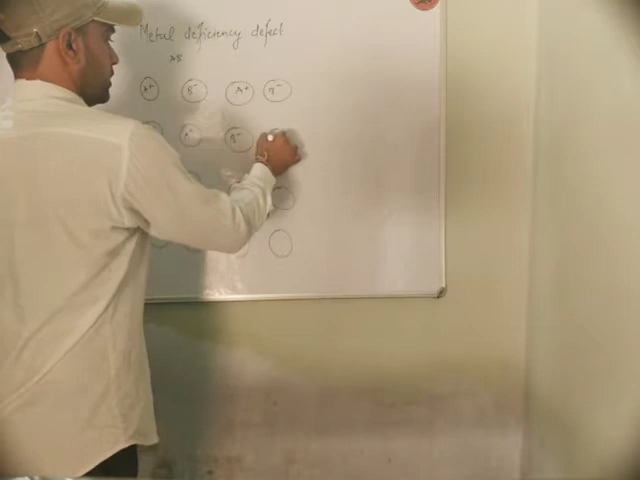 Metal deficiency defect
AB
A⁺ B⁻ A⁺ B⁻
A⁺ B⁻